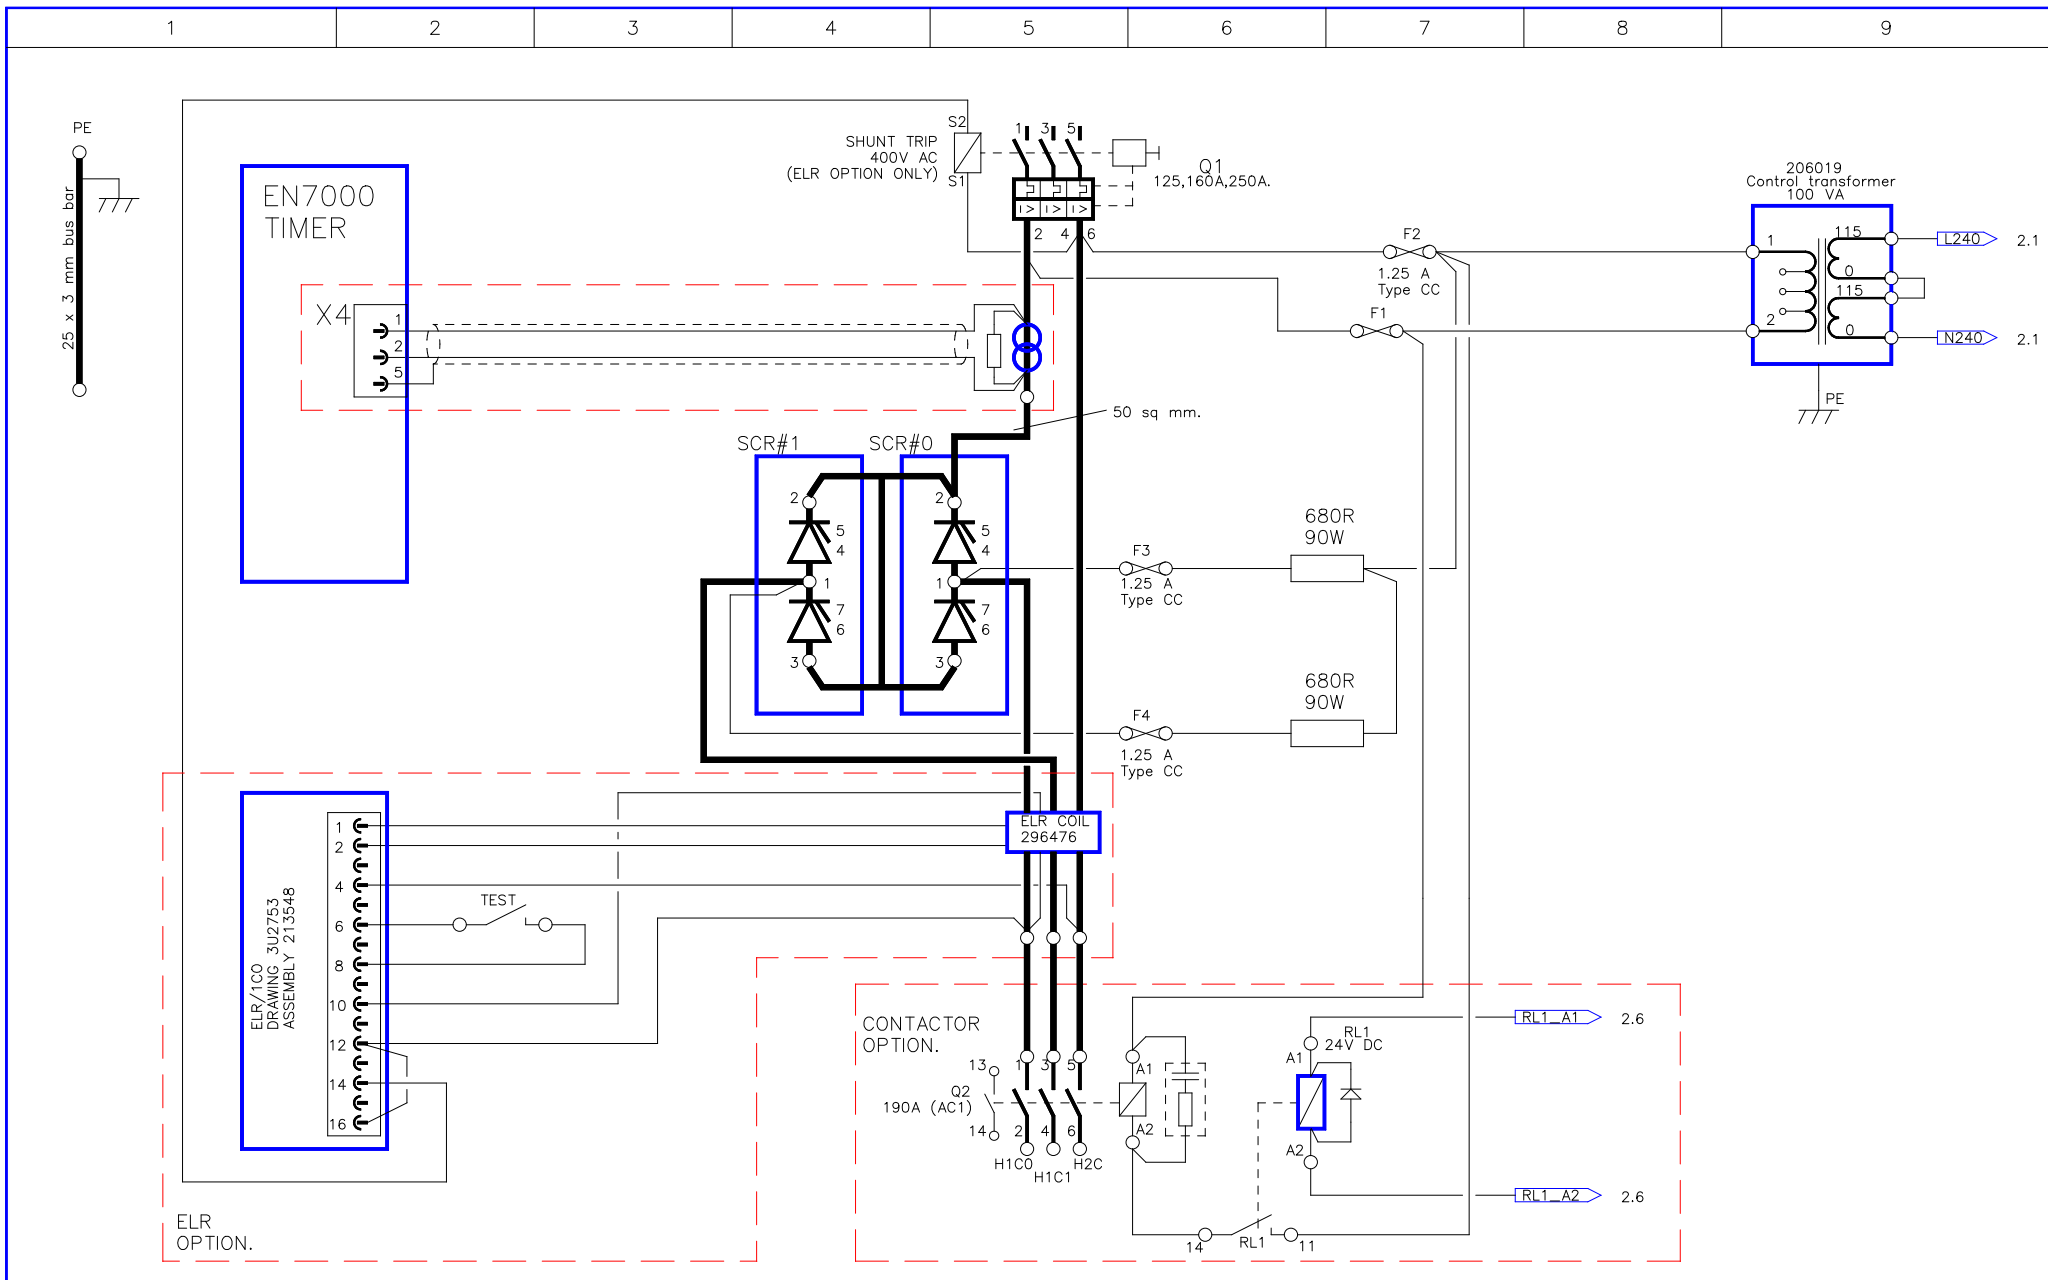 1 2 3 4 5 6 7 8 9
PE
25 x 3 mm bus bar
EN7000
TIMER
X4
1
2
5
SHUNT TRIP
400V AC
(ELR OPTION ONLY)
S2
S1
1 3 5
Q1
125,160A,250A.
2 4 6
F2
1.25 A
Type CC
F1
206019
Control transformer
100 VA
1
2
115
0
115
0
L240 2.1
N240 2.1
PE
50 sq mm.
SCR#1
SCR#0
2
5
4
1
7
6
3
2
5
4
1
7
6
3
F3
1.25 A
Type CC
680R
90W
F4
1.25 A
Type CC
680R
90W
ELR COIL
296476
ELR/1CO
DRAWING 3U2753
ASSEMBLY 213548
1
2
4
6
8
10
12
14
16
TEST
ELR
OPTION.
CONTACTOR
OPTION.
13
14
Q2
190A (AC1)
1 3 5
2 4 6
H1C0
H1C1
H2C
A1
A2
RL1
24V DC
A1
A2
RL1_A1 2.6
RL1_A2 2.6
14
RL1
11